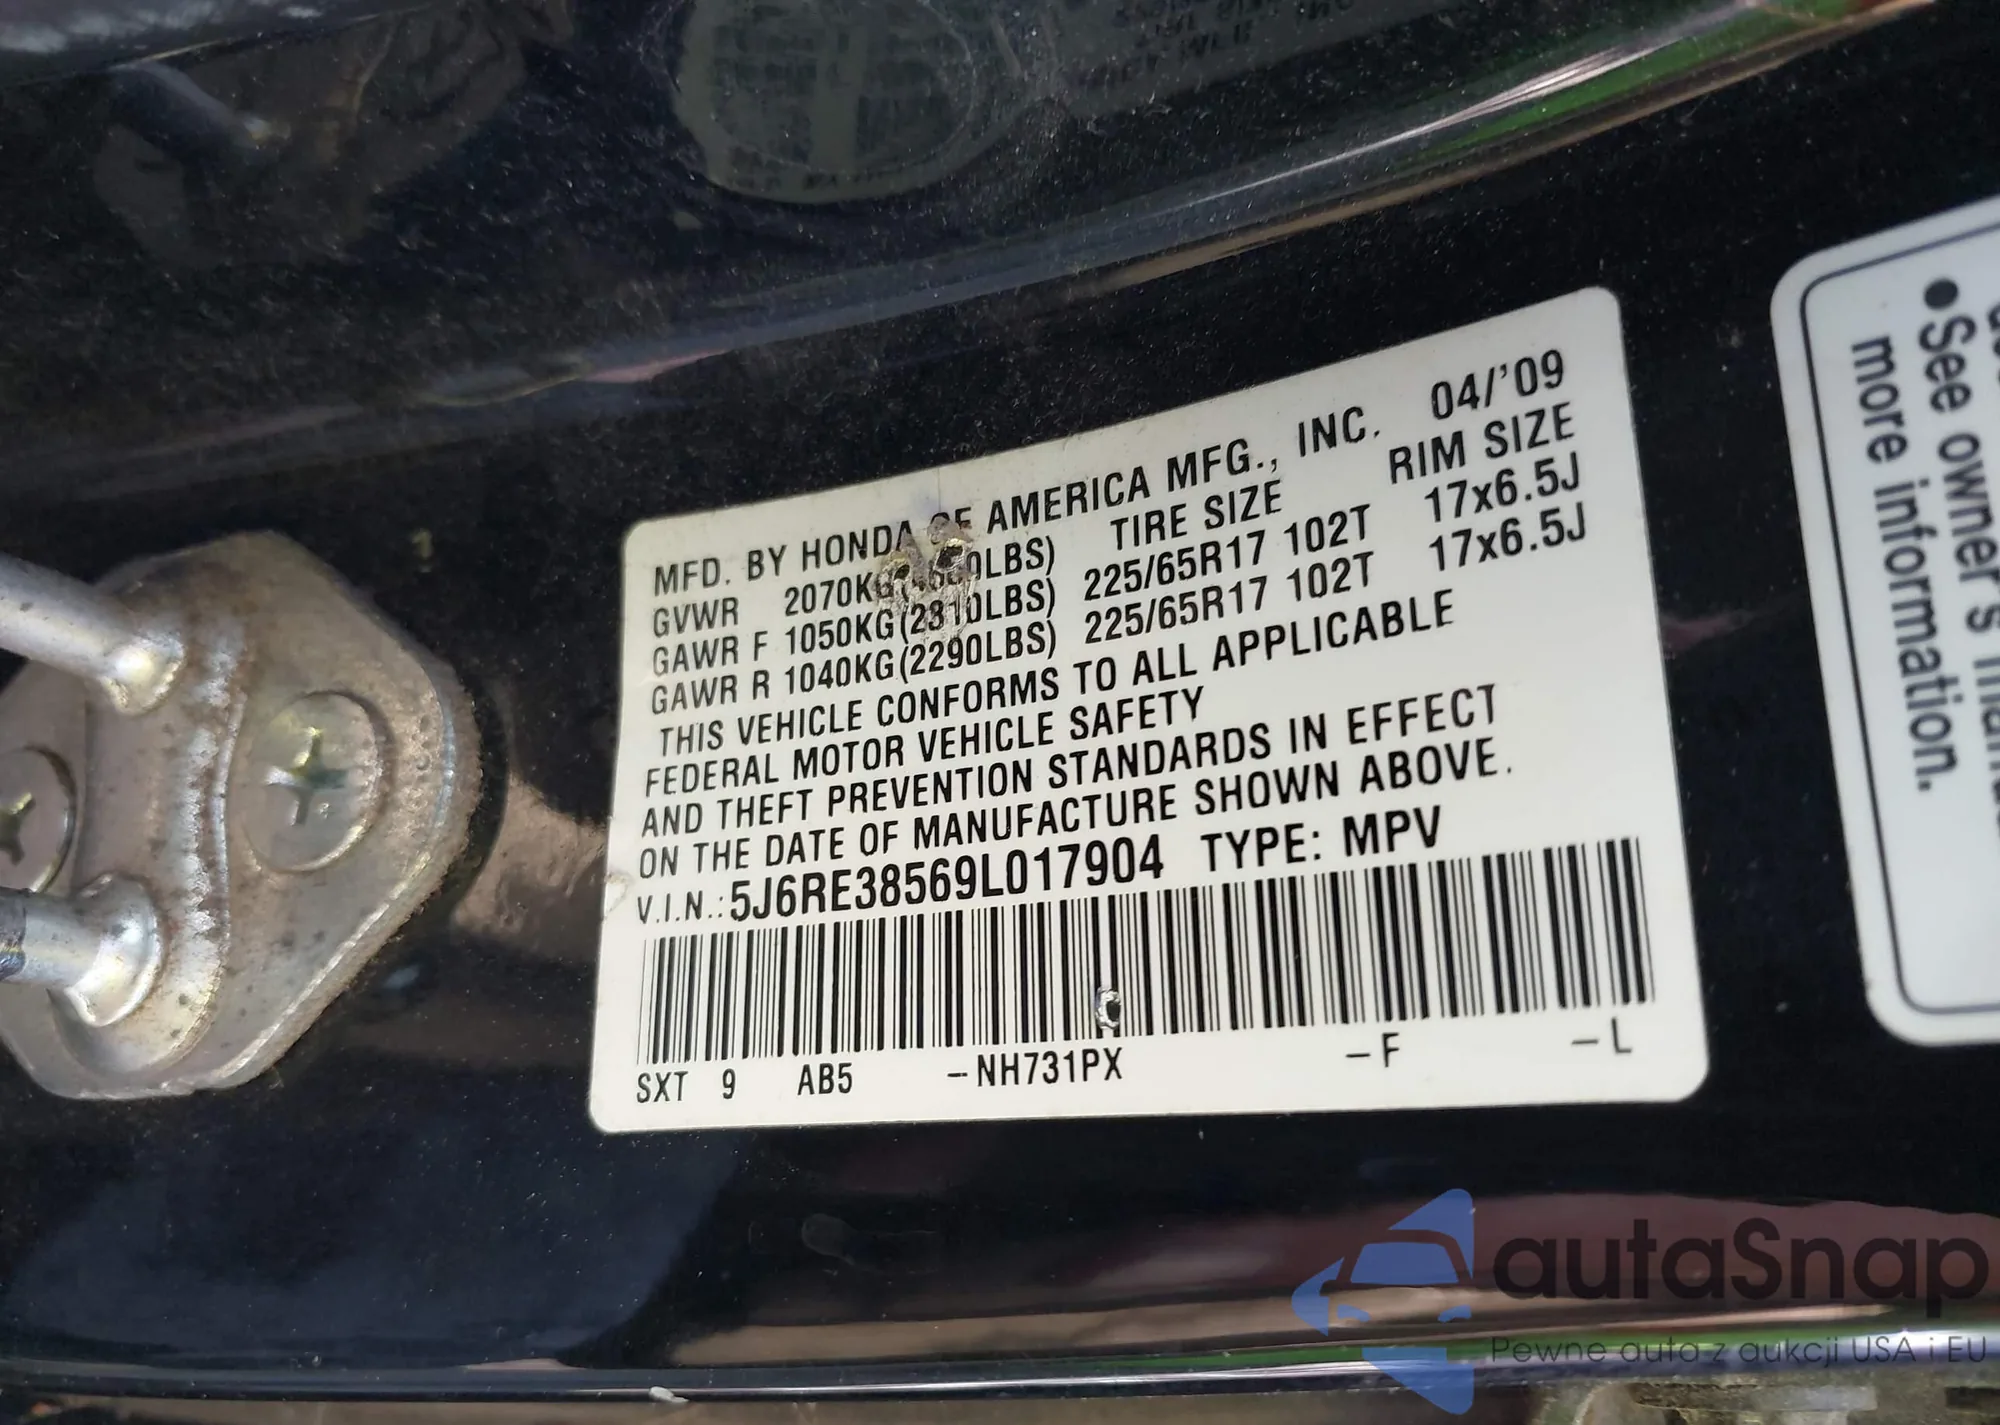 MFD. BY HONDA OF AMERICA MFG., INC. 04/'09
GVWR 2070KG TIRE SIZE RIM SIZE
GAWR F 1050KG(2310LBS) 225/65R17 102T 17x6.5J
GAWR R 1040KG(2290LBS) 225/65R17 102T 17x6.5J
THIS VEHICLE CONFORMS TO ALL APPLICABLE
FEDERAL MOTOR VEHICLE SAFETY
AND THEFT PREVENTION STANDARDS IN EFFECT
ON THE DATE OF MANUFACTURE SHOWN ABOVE.
V.I.N.: 5J6RE38569L017904 TYPE: MPV
SXT 9 AB5 -NH731PX -F -L
●See owner's
more information.
autaSnap
Pewne auta z aukcji USA i EU